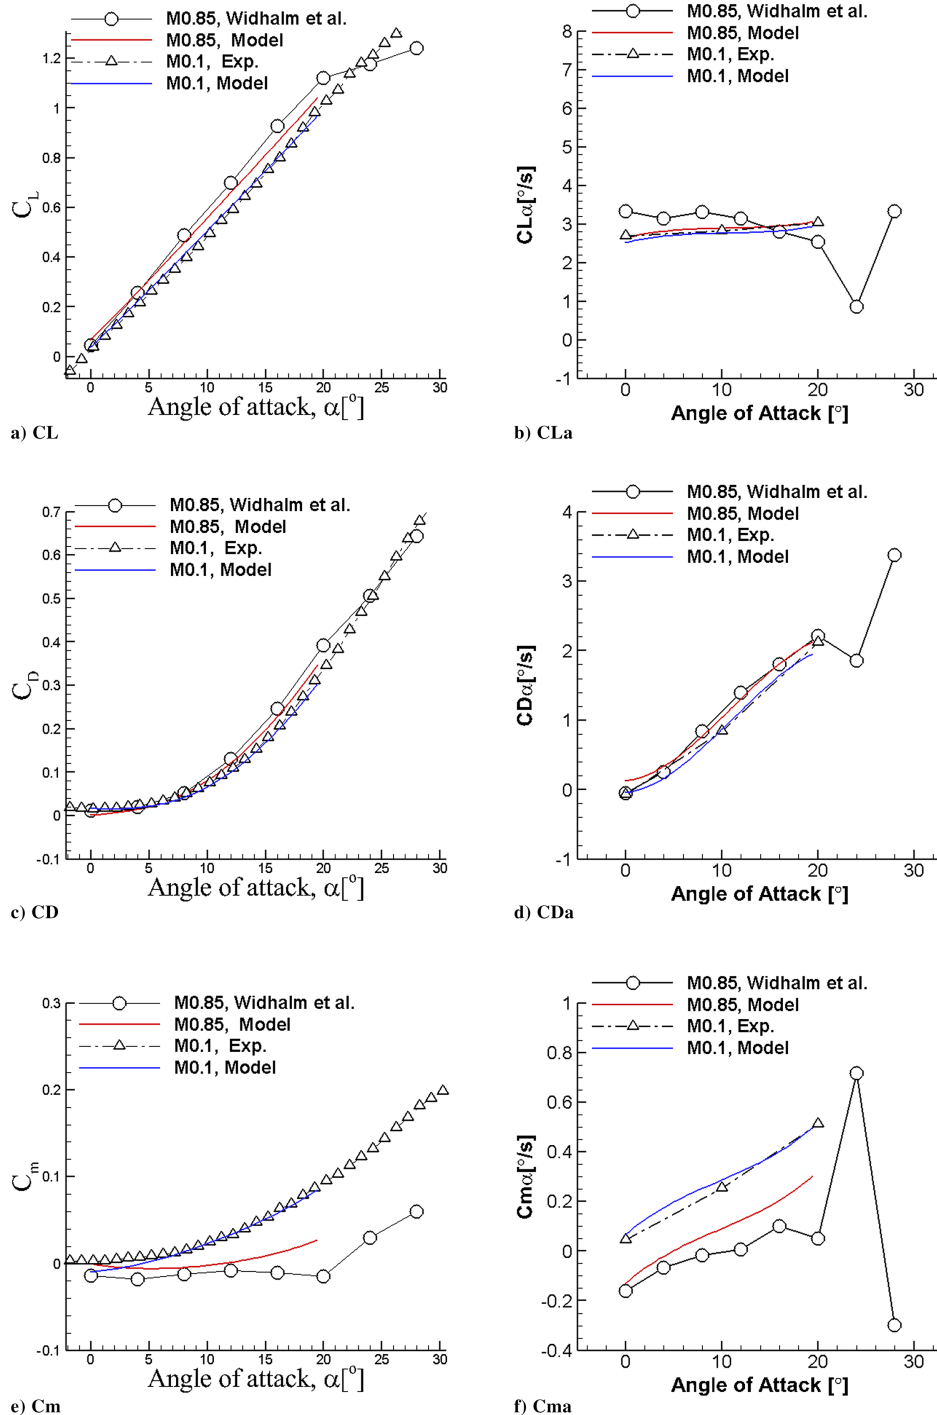 M0.85, Widhalm et al.
M0.85, Model
M0.1, Exp.
M0.1, Model
1.2
1
0.8
0.6
0.4
0.2
0
C_L
0 5 10 15 20 25 30
Angle of attack, α[°]
a) CL
M0.85, Widhalm et al.
M0.85, Model
M0.1, Exp.
M0.1, Model
8
7
6
5
4
3
2
1
0
-1
CLα[°/s]
0 10 20 30
Angle of Attack [°]
b) CLa
M0.85, Widhalm et al.
M0.85, Model
M0.1, Exp.
M0.1, Model
0.7
0.6
0.5
0.4
0.3
0.2
0.1
0
-0.1
C_D
0 5 10 15 20 25 30
Angle of attack, α[°]
c) CD
M0.85, Widhalm et al.
M0.85, Model
M0.1, Exp.
M0.1, Model
4
3
2
1
0
-1
CDα[°/s]
0 10 20 30
Angle of Attack [°]
d) CDa
M0.85, Widhalm et al.
M0.85, Model
M0.1, Exp.
M0.1, Model
0.3
0.2
0.1
0
-0.1
C_m
0 5 10 15 20 25 30
Angle of attack, α[°]
e) Cm
M0.85, Widhalm et al.
M0.85, Model
M0.1, Exp.
M0.1, Model
1
0.8
0.6
0.4
0.2
0
-0.2
-0.4
Cmα[°/s]
0 10 20 30
Angle of Attack [°]
f) Cma